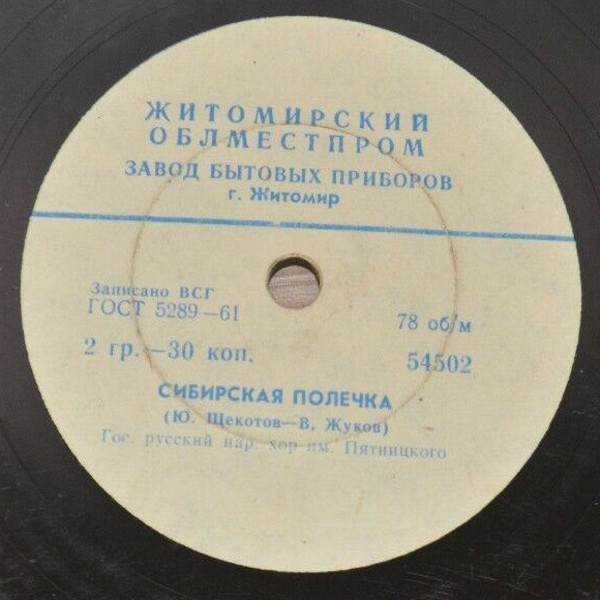 ЖИТОМИРСКИЙ
ОБЛМЕСТПРОМ
ЗАВОД БЫТОВЫХ ПРИБОРОВ
г. Житомир
Записано ВСГ
ГОСТ 5289—61
78 об/м
2 гр.—30 коп.
54502
СИБИРСКАЯ ПОЛЕЧКА
(Ю. Щекотов—В. Жуков)
Гос. русский нар. хор им. Пятницкого